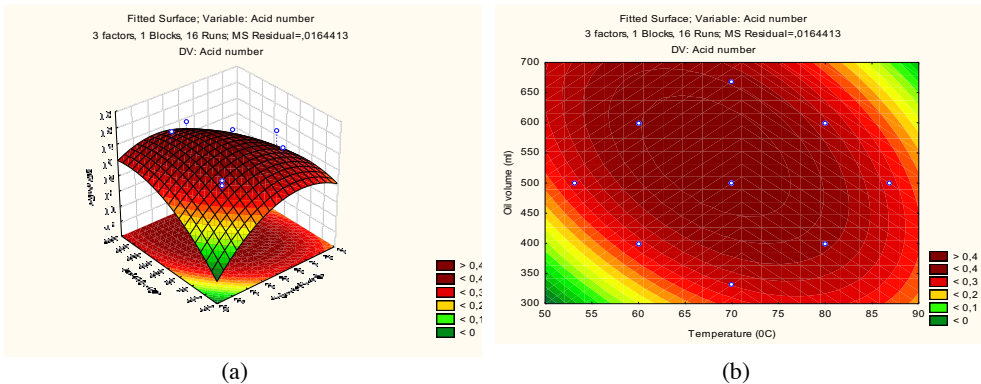 Fitted Surface; Variable: Acid number
3 factors, 1 Blocks, 16 Runs; MS Residual=,0164413
DV: Acid number
> 0,4
< 0,4
< 0,3
< 0,2
< 0,1
< 0
(a)
Fitted Surface; Variable: Acid number
3 factors, 1 Blocks, 16 Runs; MS Residual=,0164413
DV: Acid number
700
650
600
550
500
450
400
350
300
Oil volume (ml)
50 55 60 65 70 75 80 85 90
Temperature (0C)
> 0,4
< 0,4
< 0,3
< 0,2
< 0,1
< 0
(b)